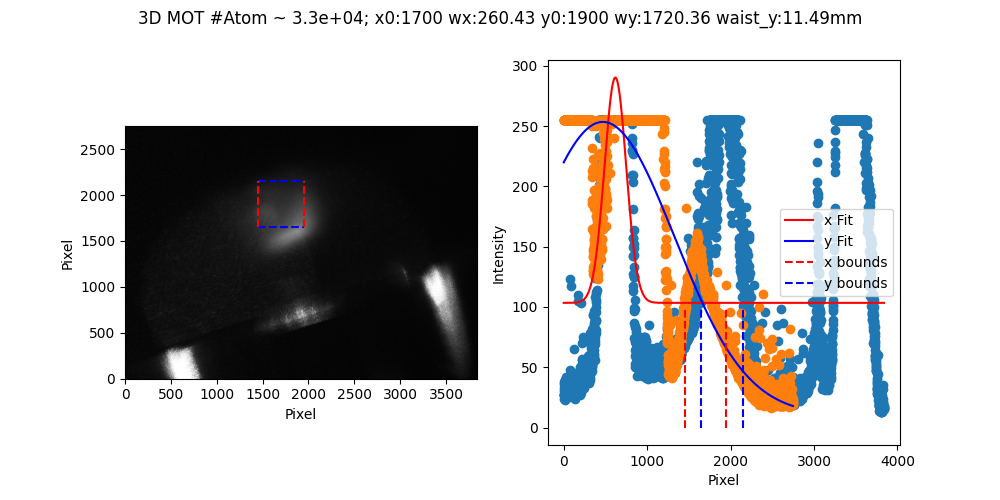 3D MOT #Atom ~ 3.3e+04; x0:1700 wx:260.43 y0:1900 wy:1720.36 waist_y:11.49mm
2500
2000
1500
1000
500
0
Pixel
0 500 1000 1500 2000 2500 3000 3500
Pixel
300
250
200
150
100
50
0
Intensity
x Fit
y Fit
x bounds
y bounds
0 1000 2000 3000 4000
Pixel